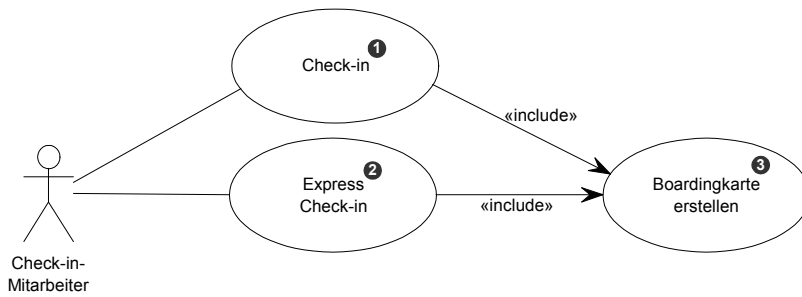 1
Check-in
«include»
2
Express
Check-in
«include»
3
Boardingkarte
erstellen
Check-in-
Mitarbeiter